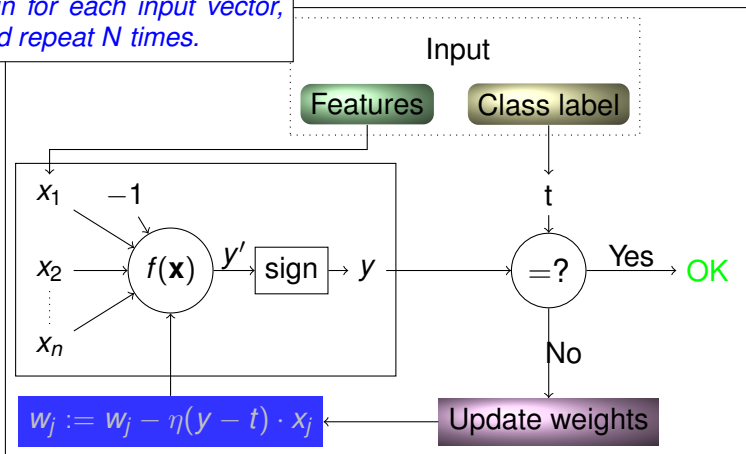 in for each input vector,
d repeat N times.
Input
Features Class label
x₁ −1 t
x₂ f(𝐱) y′ sign y =? Yes OK
xₙ
No
wⱼ := wⱼ − η(y − t) · xⱼ Update weights